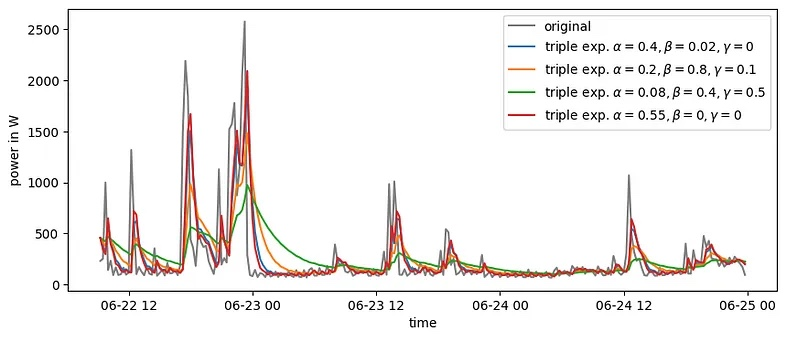 2500
2000
1500
1000
500
0
power in W
original
triple exp. α = 0.4, β = 0.02, γ = 0
triple exp. α = 0.2, β = 0.8, γ = 0.1
triple exp. α = 0.08, β = 0.4, γ = 0.5
triple exp. α = 0.55, β = 0, γ = 0
06-22 12 06-23 00 06-23 12 06-24 00 06-24 12 06-25 00
time